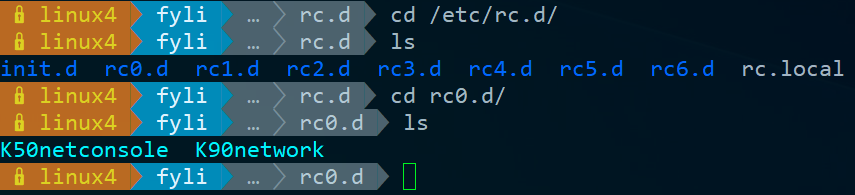 linux4 fyli … rc.d cd /etc/rc.d/
linux4 fyli … rc.d ls
init.d rc0.d rc1.d rc2.d rc3.d rc4.d rc5.d rc6.d rc.local
linux4 fyli … rc.d cd rc0.d/
linux4 fyli … rc0.d ls
K50netconsole K90network
linux4 fyli … rc0.d